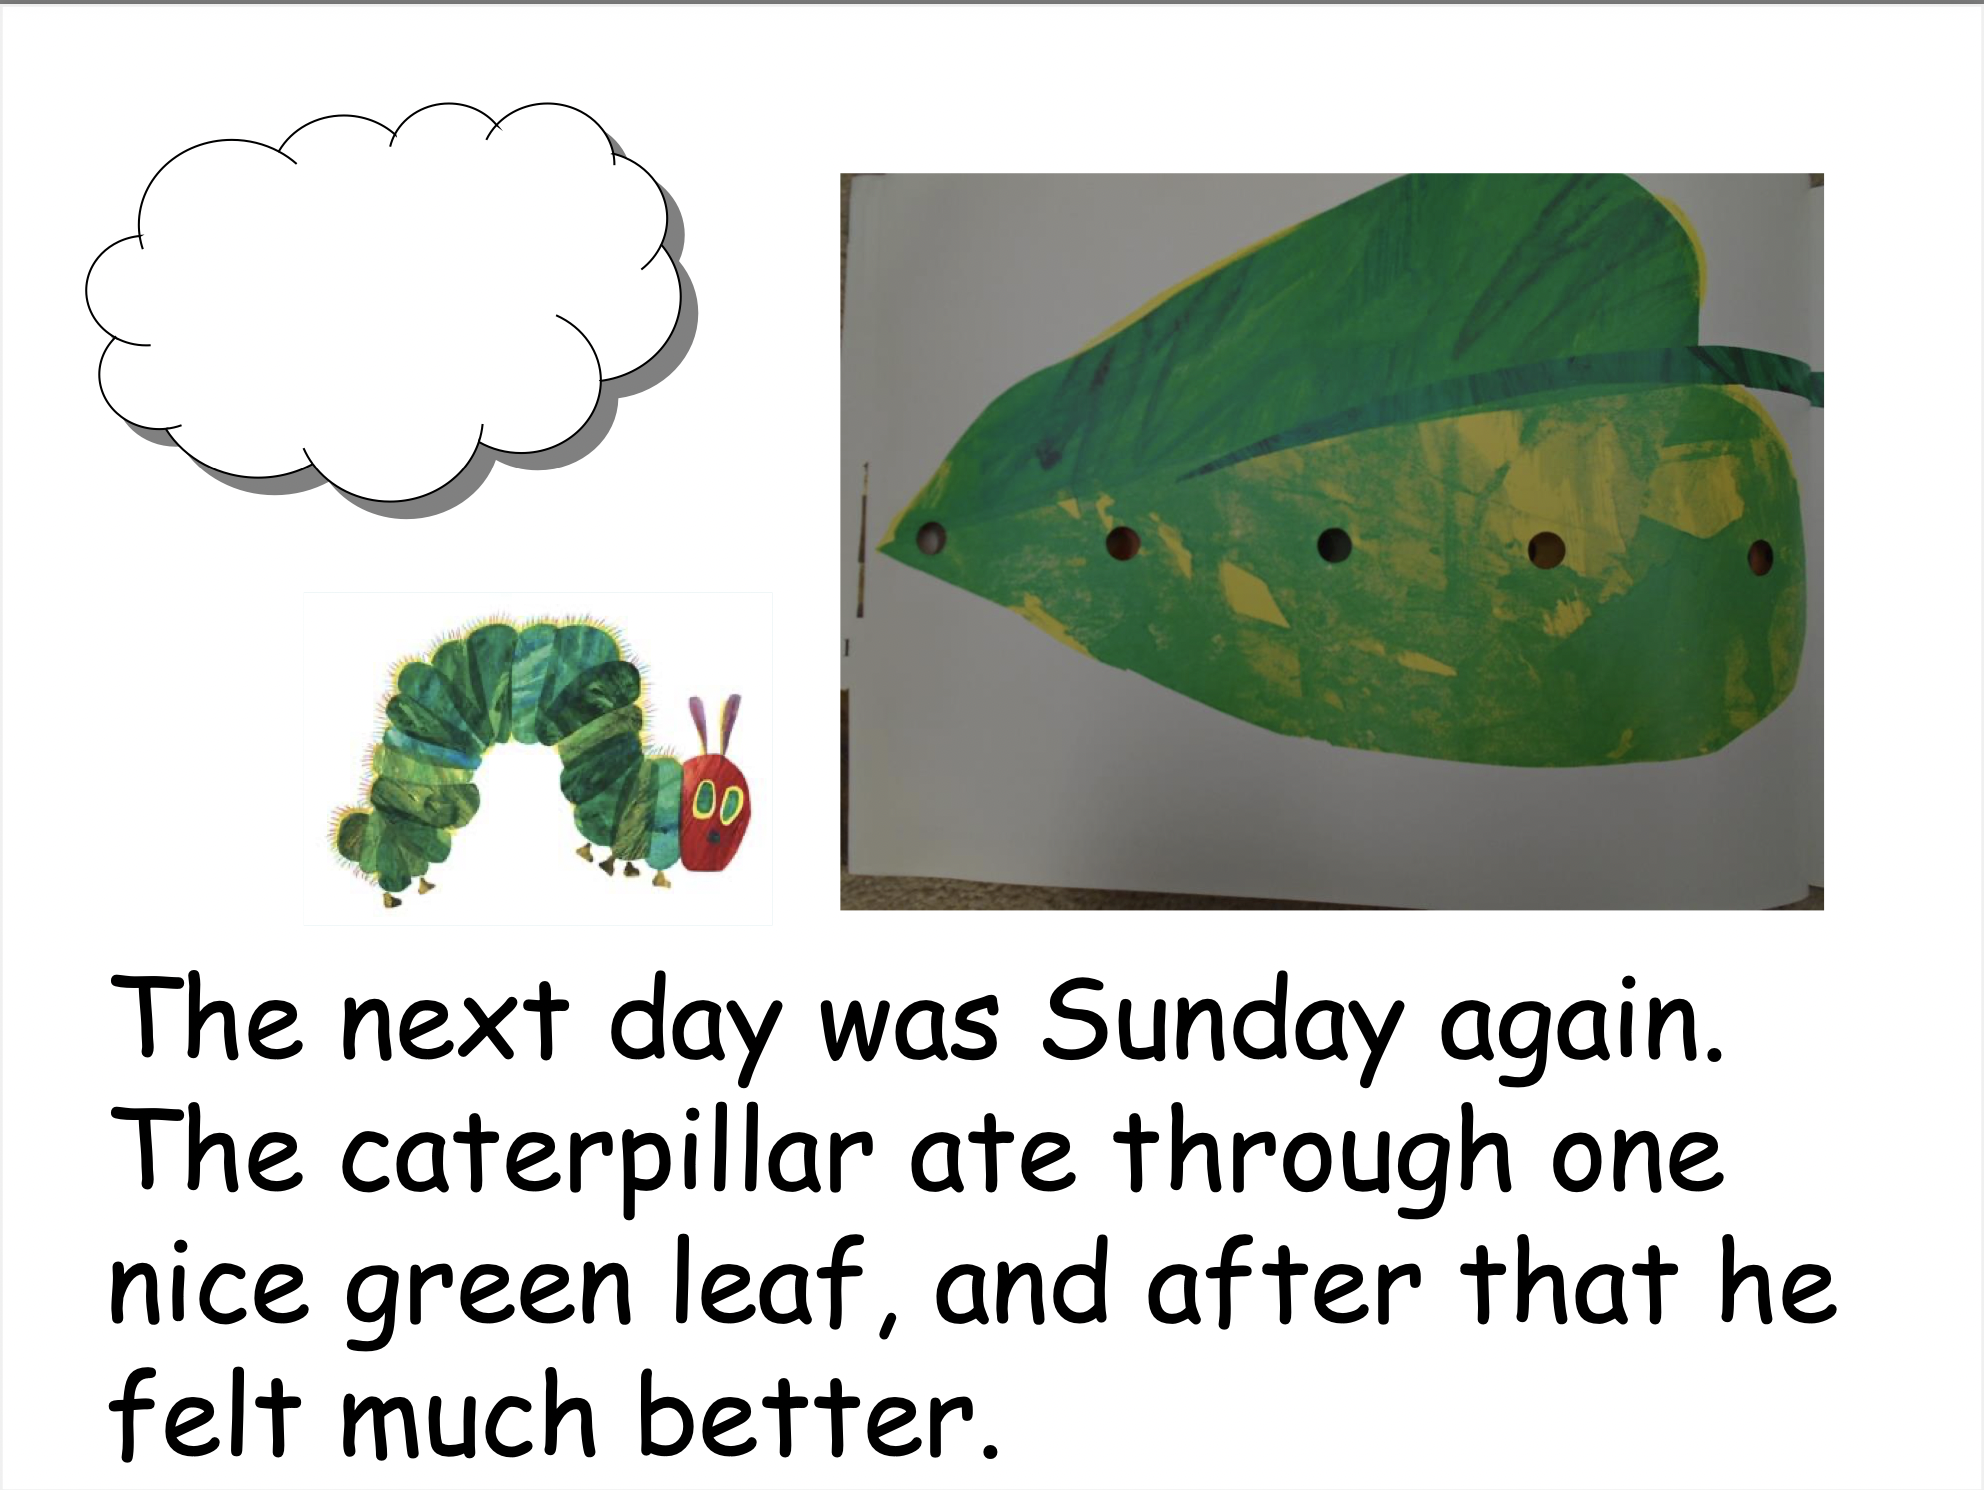 The next day was Sunday again.
The caterpillar ate through one
nice green leaf, and after that he
felt much better.